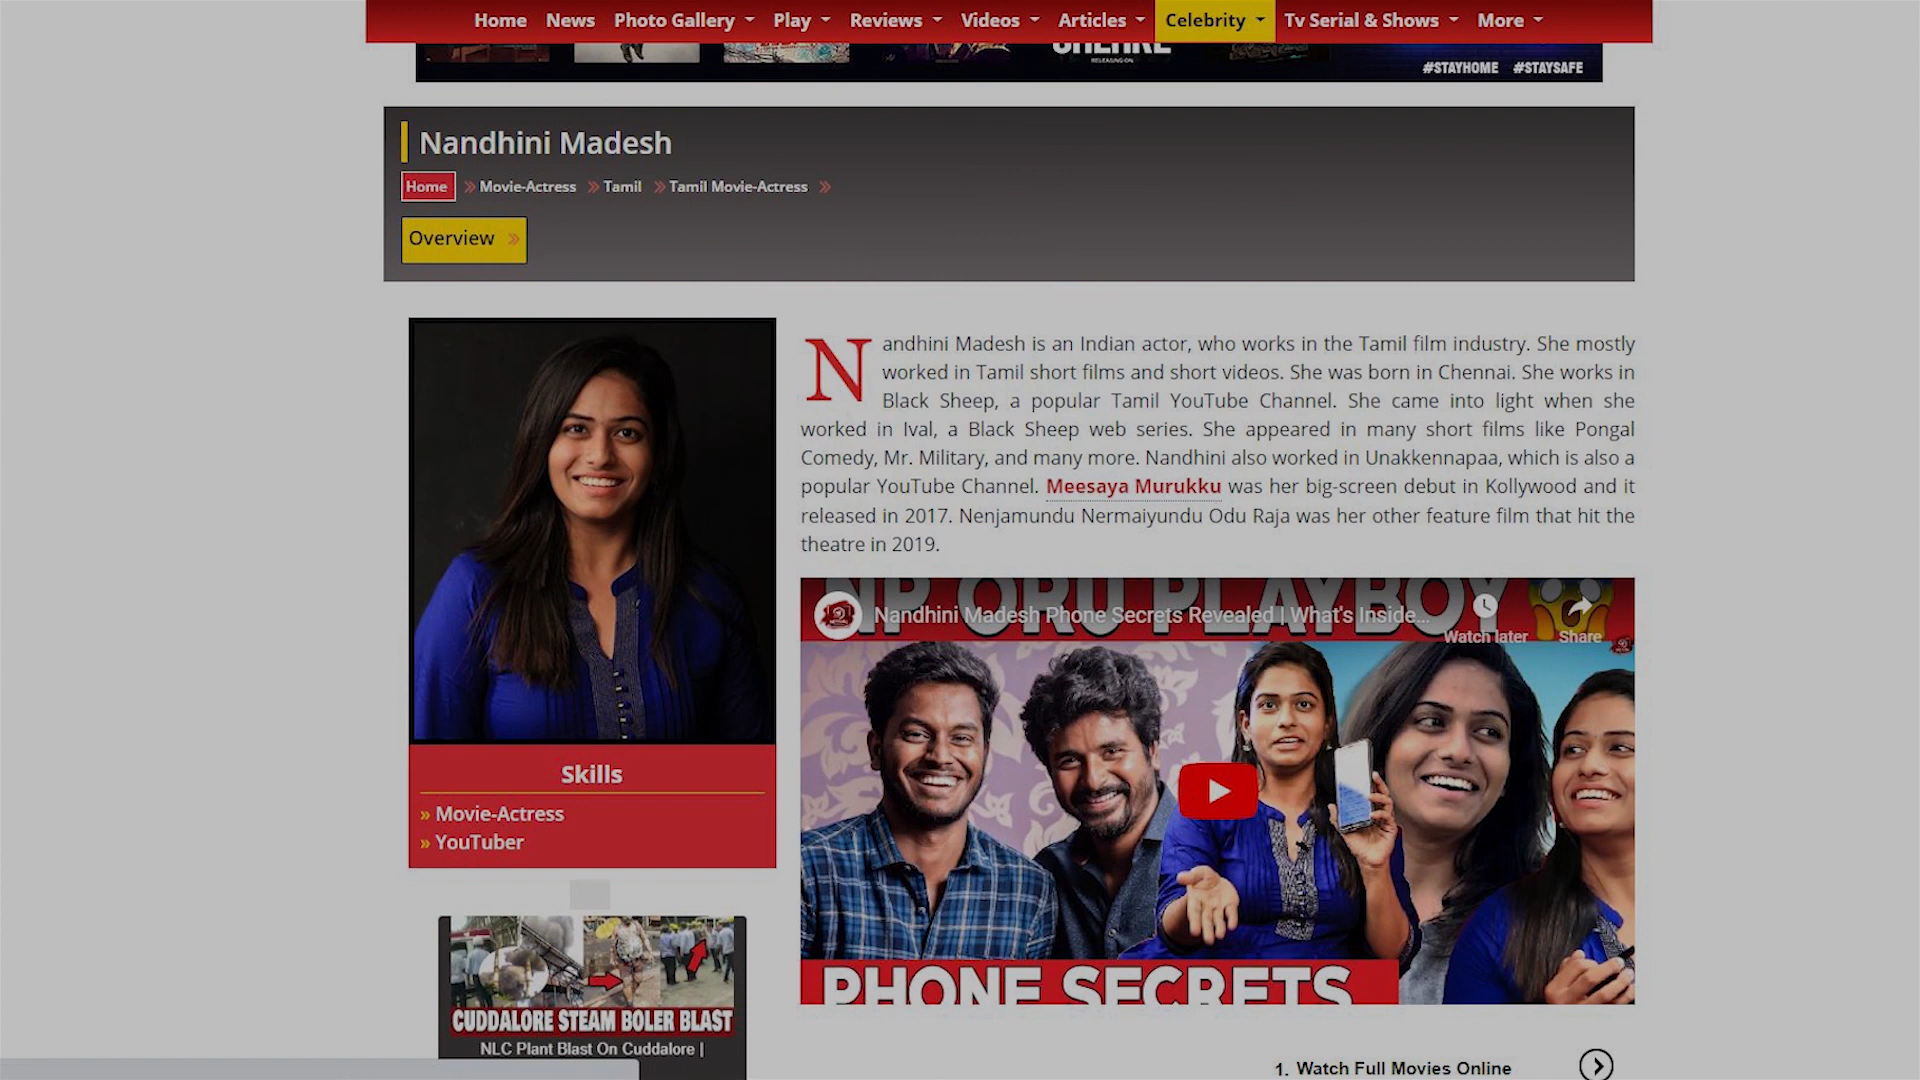 Home News Photo Gallery Play Reviews Videos Articles Celebrity Tv Serial & Shows More
RELEASING ON
#STAYHOME #STAYSAFE
Nandhini Madesh
Home » Movie-Actress » Tamil » Tamil Movie-Actress »
Overview »
Nandhini Madesh is an Indian actor, who works in the Tamil film industry. She mostly
worked in Tamil short films and short videos. She was born in Chennai. She works in
Black Sheep, a popular Tamil YouTube Channel. She came into light when she
worked in Ival, a Black Sheep web series. She appeared in many short films like Pongal
Comedy, Mr. Military, and many more. Nandhini also worked in Unakkennapaa, which is also a
popular YouTube Channel. Meesaya Murukku was her big-screen debut in Kollywood and it
released in 2017. Nenjamundu Nermaiyundu Odu Raja was her other feature film that hit the
theatre in 2019.
NP ORU PLAYBOY
Nandhini Madesh Phone Secrets Revealed | What's Inside...
Watch later Share
PHONE SECRETS
Skills
» Movie-Actress
» YouTuber
CUDDALORE STEAM BOLER BLAST
NLC Plant Blast On Cuddalore |
1. Watch Full Movies Online